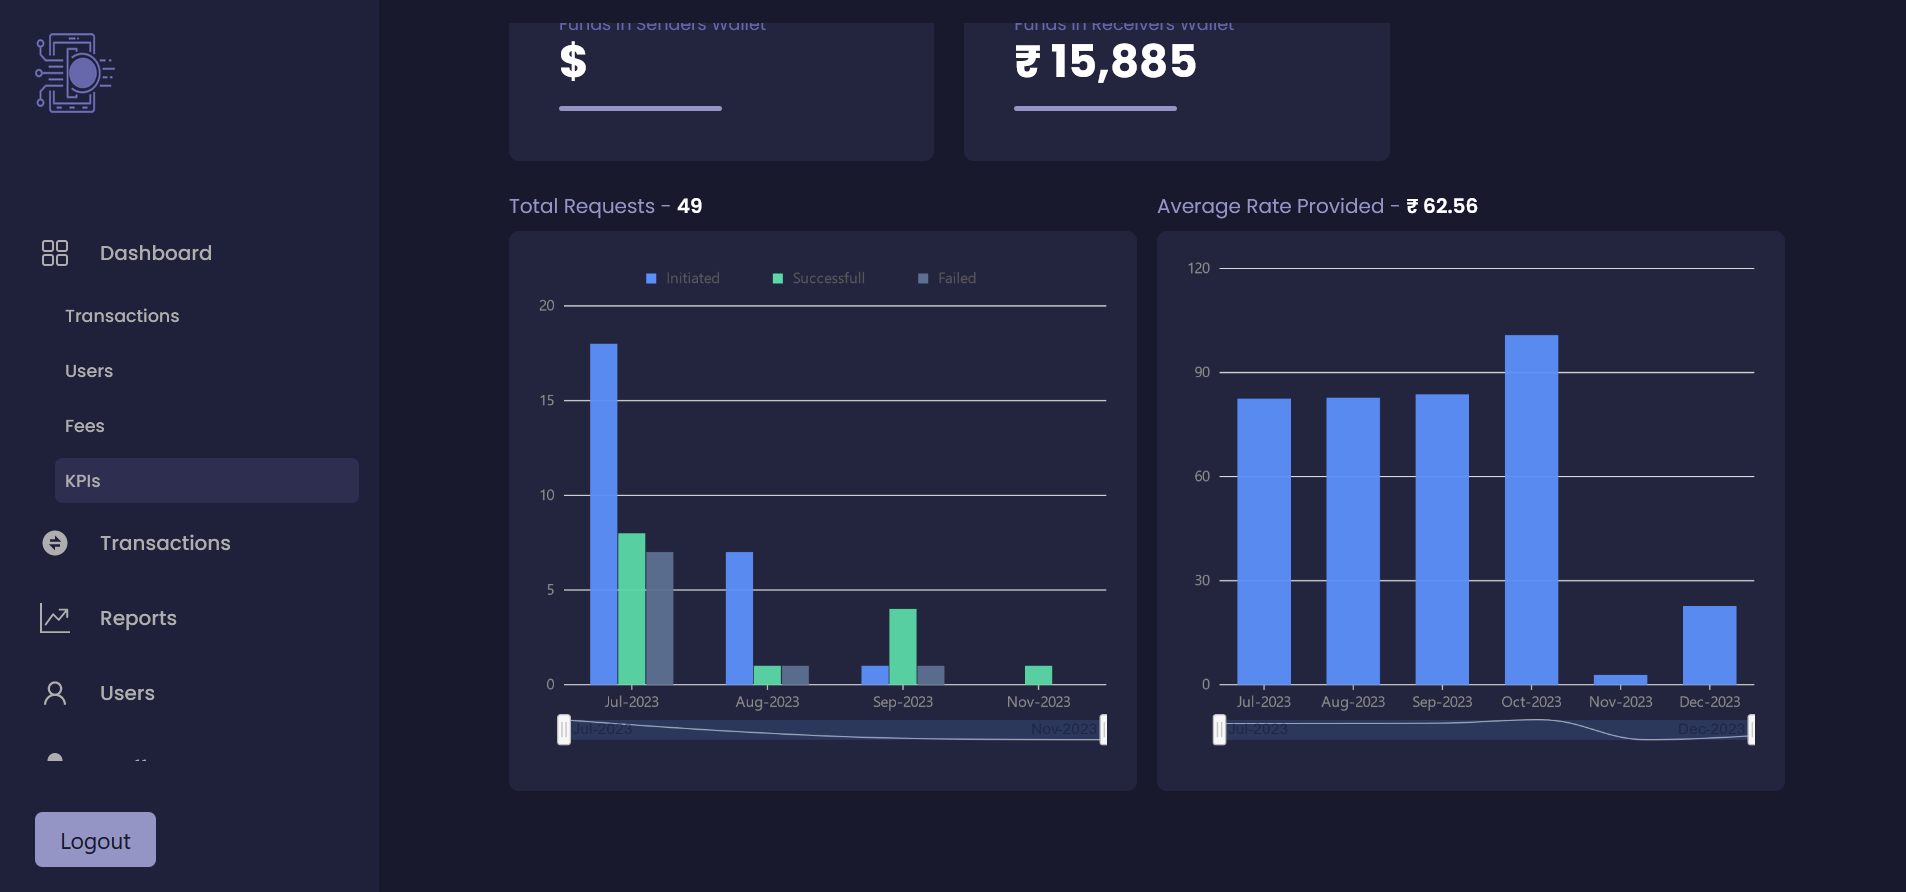 Funds in Senders Wallet
$
Funds in Receivers Wallet
₹ 15,885
Dashboard
Transactions
Users
Fees
KPIs
Transactions
Reports
Users
Logout
Total Requests - 49
Initiated
Successfull
Failed
20
15
10
5
0
Jul-2023
Aug-2023
Sep-2023
Nov-2023
Jul-2023
Nov-2023
Average Rate Provided - ₹ 62.56
120
90
60
30
0
Jul-2023
Aug-2023
Sep-2023
Oct-2023
Nov-2023
Dec-2023
Jul-2023
Dec-2023